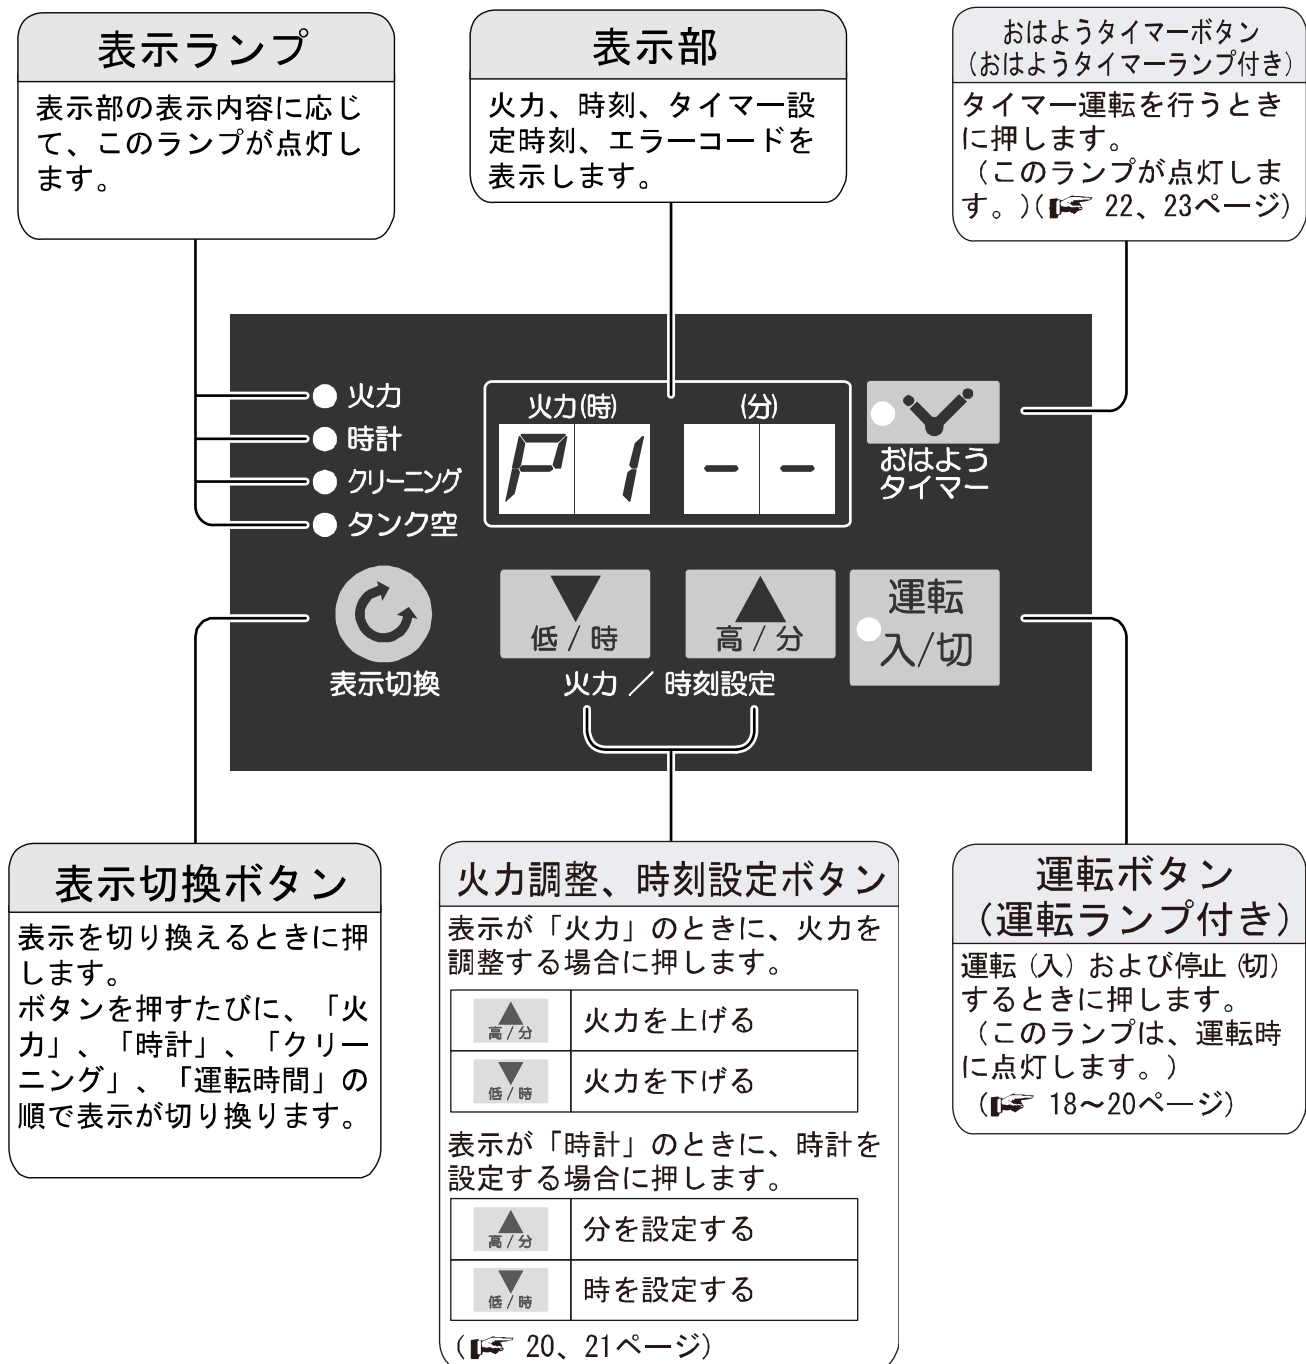 表示ランプ
表示部の表示内容に応じ
て、このランプが点灯し
ます。
表示部
火力、時刻、タイマー設
定時刻、エラーコードを
表示します。
おはようタイマーボタン
(おはようタイマーランプ付き)
タイマー運転を行うとき
に押します。
(このランプが点灯しま
す。)(☞ 22、23ページ)
火力
時計
クリーニング
タンク空
火力(時)
(分)
P1
--
おはよう
タイマー
表示切換
低/時
高/分
火力 / 時刻設定
運転
入/切
表示切換ボタン
表示を切り換えるときに押
します。
ボタンを押すたびに、「火
力」、「時計」、「クリー
ニング」、「運転時間」の
順で表示が切り換ります。
火力調整、時刻設定ボタン
表示が「火力」のときに、火力を
調整する場合に押します。
高/分 火力を上げる
低/時 火力を下げる
表示が「時計」のときに、時計を
設定する場合に押します。
高/分 分を設定する
低/時 時を設定する
(☞ 20、21ページ)
運転ボタン
(運転ランプ付き)
運転(入)および停止(切)
するときに押します。
(このランプは、運転時
に点灯します。)
(☞ 18～20ページ)